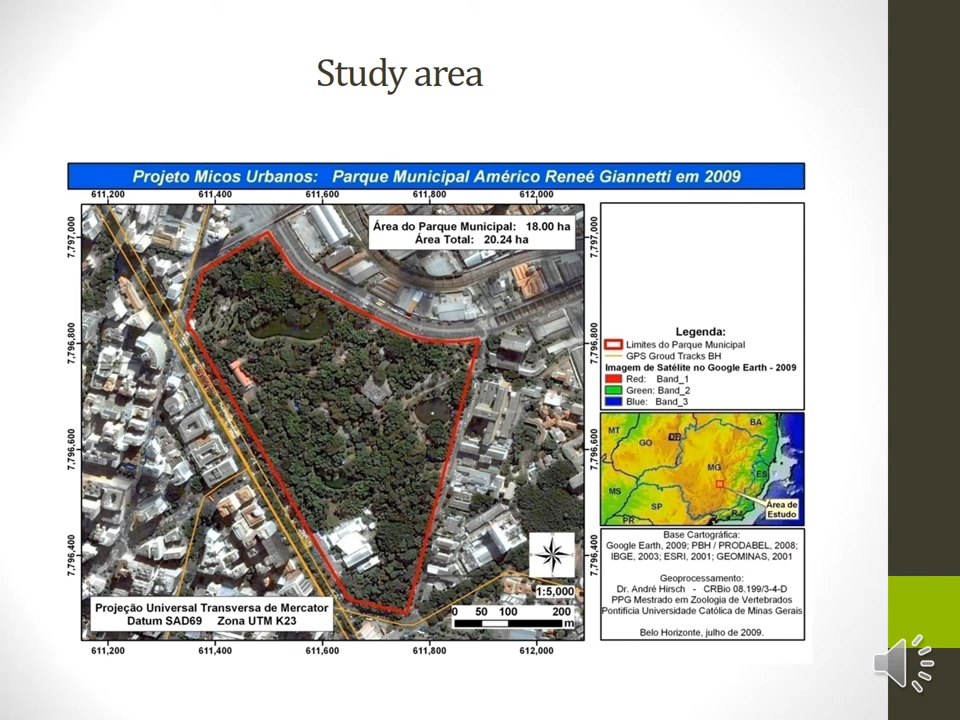 Study area
Projeto Micos Urbanos: Parque Municipal Américo Reneé Giannetti em 2009
611,200 611,400 611,600 611,800 612,000
Área do Parque Municipal: 18.00 ha
Área Total: 20.24 ha
7,797,000
7,796,800
7,796,600
7,796,400
7,797,000
7,796,800
7,796,600
7,796,400
1:5,000
0 50 100 200
m
Projeção Universal Transversa de Mercator
Datum SAD69 Zona UTM K23
611,200 611,400 611,600 611,800 612,000
Legenda:
Limites do Parque Municipal
GPS Groud Tracks BH
Imagem de Satélite no Google Earth - 2009
Red: Band_1
Green: Band_2
Blue: Band_3
MT
BA
GO
DF
MG
ES
MS
SP
RJ
PR
Área de
Estudo
Base Cartográfica:
Google Earth, 2009; PBH / PRODABEL, 2008;
IBGE, 2003; ESRI, 2001; GEOMINAS, 2001
Geoprocessamento:
Dr. André Hirsch - CRBio 08.199/3-4-D
PPG Mestrado em Zoologia de Vertebrados
Pontifícia Universidade Católica de Minas Gerais
Belo Horizonte, julho de 2009.